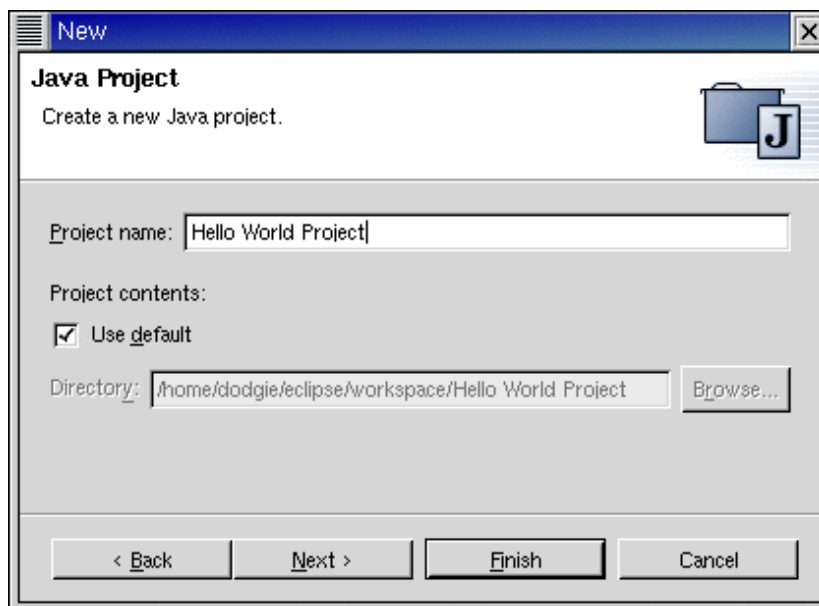 New
Java Project
Create a new Java project.
J
Project name: Hello World Project
Project contents:
Use default
Directory: /home/dodgie/eclipse/workspace/Hello World Project Browse...
< Back Next > Finish Cancel